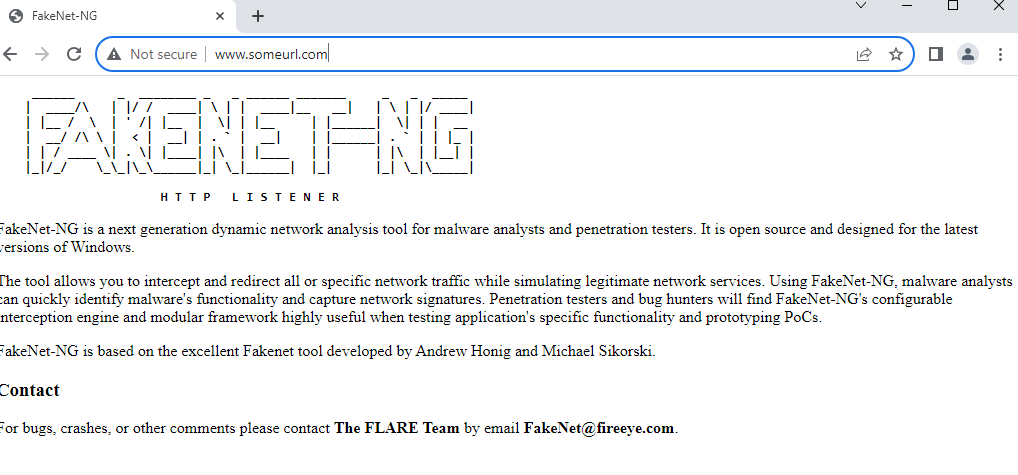 FakeNet-NG
Not secure
www.someurl.com
FAKENET-NG
HTTP LISTENER
FakeNet-NG is a next generation dynamic network analysis tool for malware analysts and penetration testers. It is open source and designed for the latest
versions of Windows.
The tool allows you to intercept and redirect all or specific network traffic while simulating legitimate network services. Using FakeNet-NG, malware analysts
can quickly identify malware's functionality and capture network signatures. Penetration testers and bug hunters will find FakeNet-NG's configurable
interception engine and modular framework highly useful when testing application's specific functionality and prototyping PoCs.
FakeNet-NG is based on the excellent Fakenet tool developed by Andrew Honig and Michael Sikorski.
Contact
For bugs, crashes, or other comments please contact The FLARE Team by email FakeNet@fireeye.com.